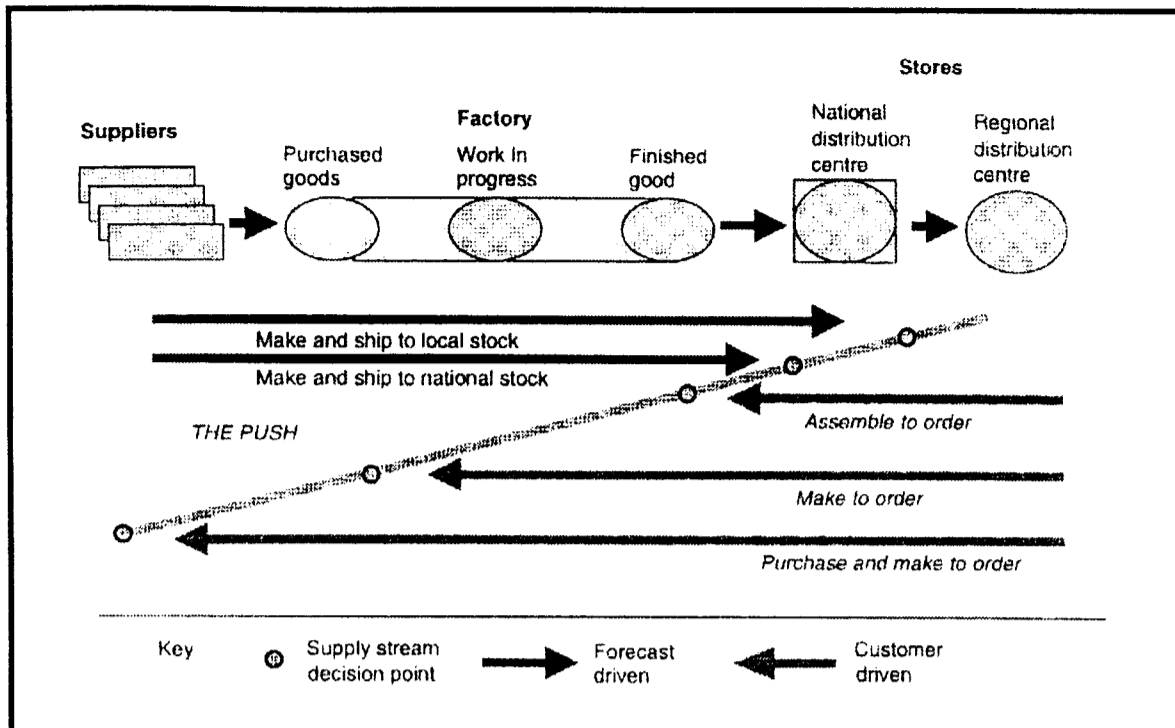 Stores
Suppliers
Factory
Purchased
goods
Work in
progress
Finished
good
National
distribution
centre
Regional
distribution
centre
Make and ship to local stock
Make and ship to national stock
Assemble to order
THE PUSH
Make to order
Purchase and make to order
Key
Supply stream
decision point
Forecast
driven
Customer
driven